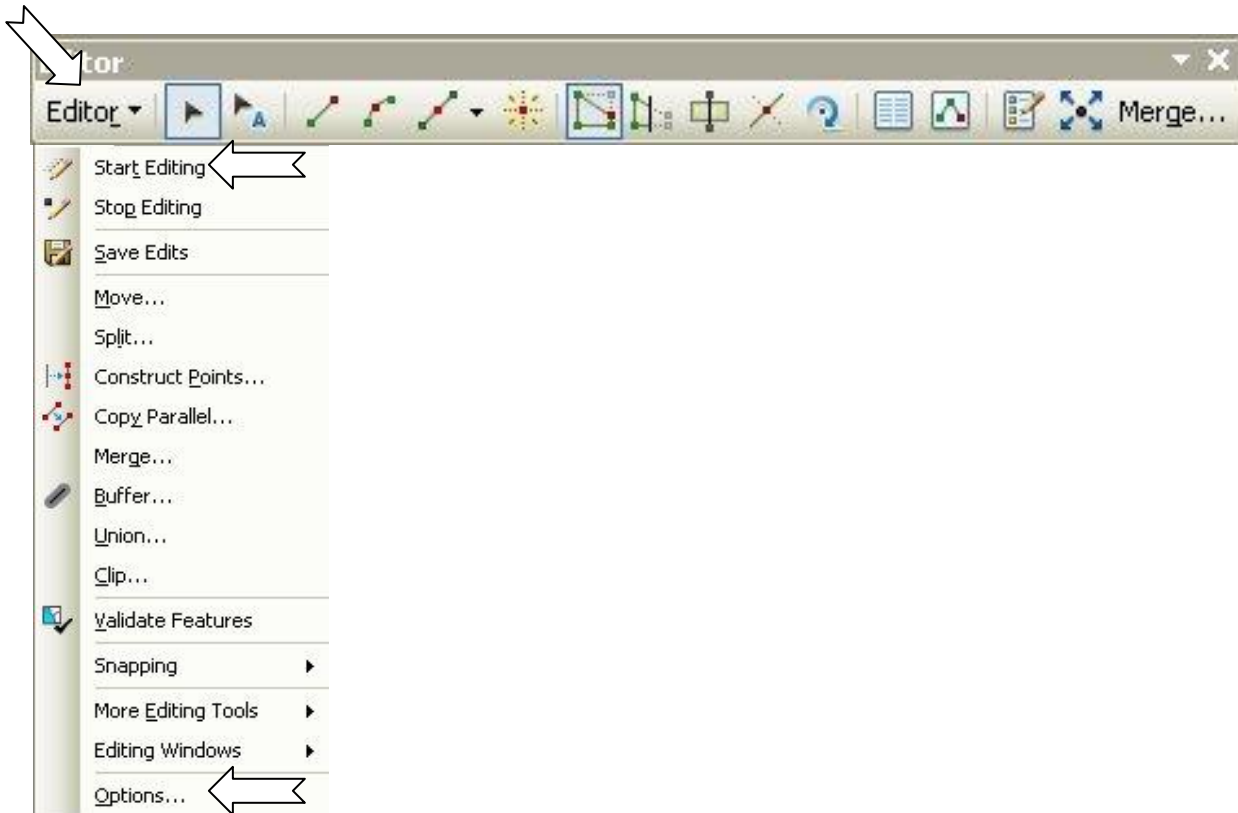 tor
Editor
A
Merge...
Start Editing
Stop Editing
Save Edits
Move...
Split...
Construct Points...
Copy Parallel...
Merge...
Buffer...
Union...
Clip...
Validate Features
Snapping
More Editing Tools
Editing Windows
Options...